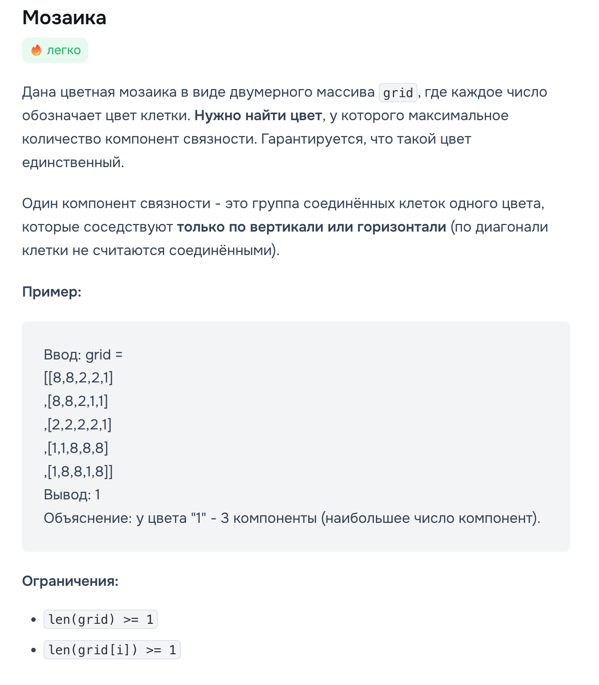 Мозаика
🔥 легко
Дана цветная мозаика в виде двумерного массива grid, где каждое число
обозначает цвет клетки. Нужно найти цвет, у которого максимальное
количество компонент связности. Гарантируется, что такой цвет
единственный.
Один компонент связности - это группа соединённых клеток одного цвета,
которые соседствуют только по вертикали или горизонтали (по диагонали
клетки не считаются соединёнными).
Пример:
Ввод: grid =
[[8,8,2,2,1]
,[8,8,2,1,1]
,[2,2,2,2,1]
,[1,1,8,8,8]
,[1,8,8,1,8]]
Вывод: 1
Объяснение: у цвета "1" - 3 компоненты (наибольшее число компонент).
Ограничения:
• len(grid) >= 1
• len(grid[i]) >= 1